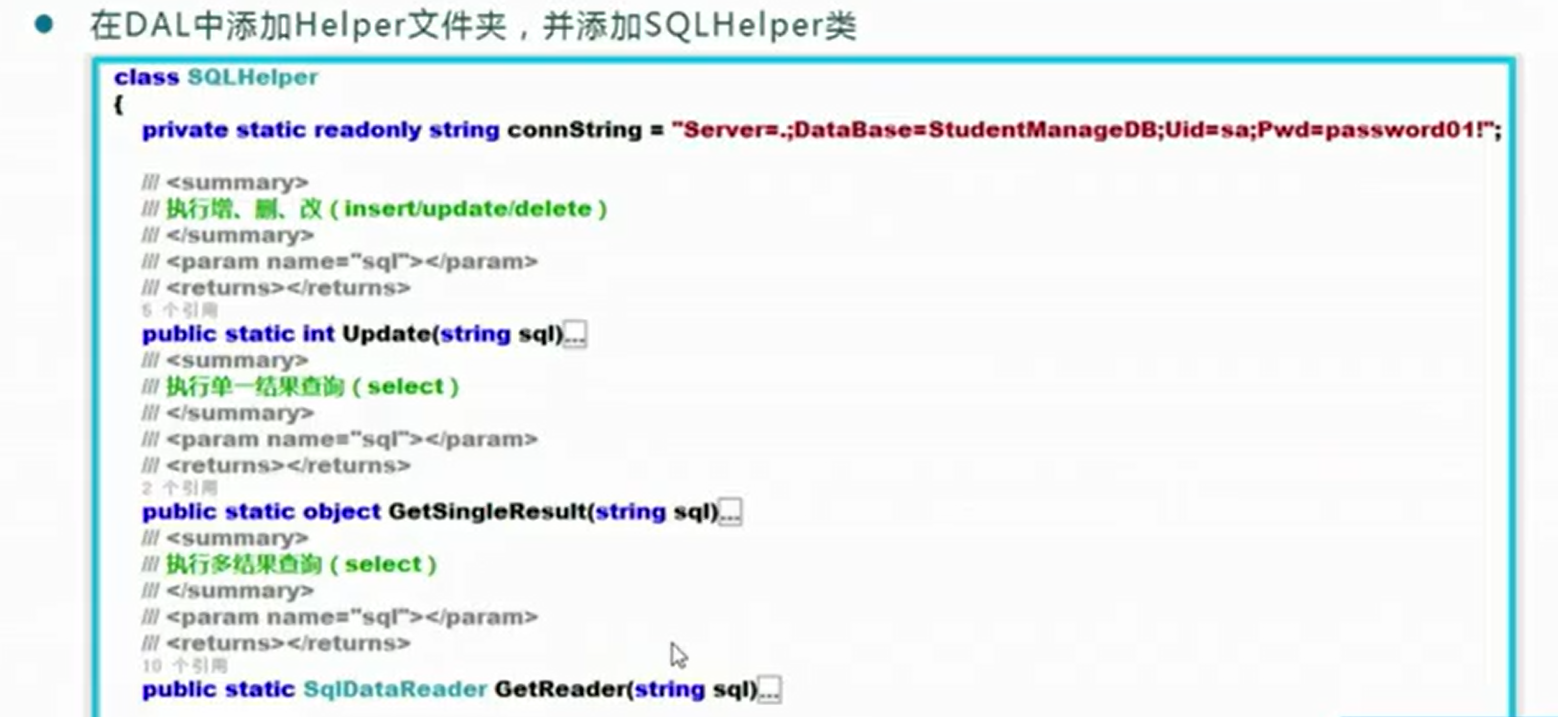 在DAL中添加Helper文件夹，并添加SQLHelper类
class SQLHelper
{
private static readonly string connString = "Server=.;DataBase=StudentManageDB;Uid=sa;Pwd=password01!";
/// <summary>
/// 执行增、删、改（insert/update/delete）
/// </summary>
/// <param name="sql"></param>
/// <returns></returns>
5 个引用
public static int Update(string sql)...
/// <summary>
/// 执行单一结果查询（select）
/// </summary>
/// <param name="sql"></param>
/// <returns></returns>
2 个引用
public static object GetSingleResult(string sql)...
/// <summary>
/// 执行多结果查询（select）
/// </summary>
/// <param name="sql"></param>
/// <returns></returns>
10 个引用
public static SqlDataReader GetReader(string sql)...